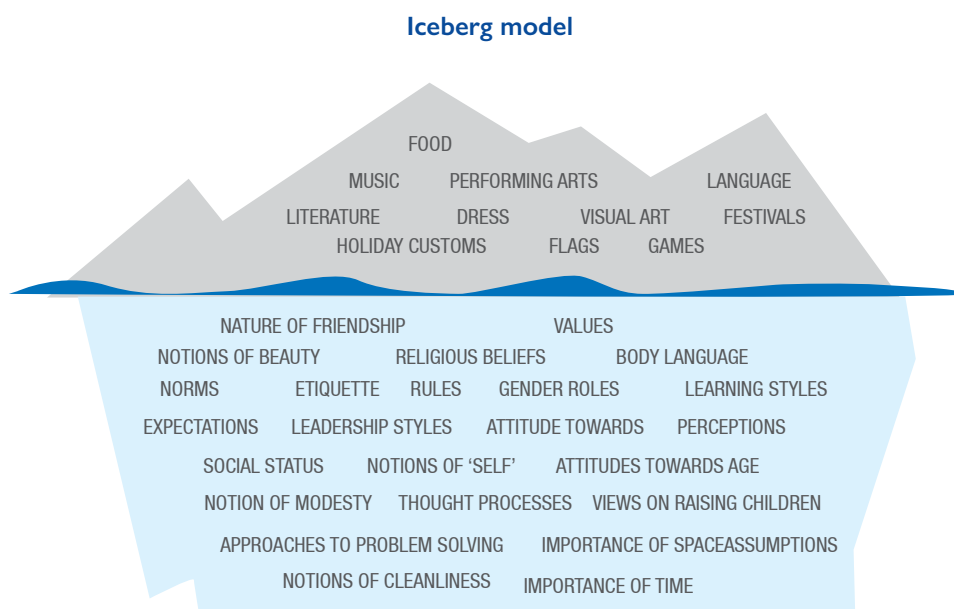 Iceberg model
FOOD
MUSIC PERFORMING ARTS LANGUAGE
LITERATURE DRESS VISUAL ART FESTIVALS
HOLIDAY CUSTOMS FLAGS GAMES
NATURE OF FRIENDSHIP VALUES
NOTIONS OF BEAUTY RELIGIOUS BELIEFS BODY LANGUAGE
NORMS ETIQUETTE RULES GENDER ROLES LEARNING STYLES
EXPECTATIONS LEADERSHIP STYLES ATTITUDE TOWARDS PERCEPTIONS
SOCIAL STATUS NOTIONS OF ‘SELF’ ATTITUDES TOWARDS AGE
NOTION OF MODESTY THOUGHT PROCESSES VIEWS ON RAISING CHILDREN
APPROACHES TO PROBLEM SOLVING IMPORTANCE OF SPACEASSUMPTIONS
NOTIONS OF CLEANLINESS IMPORTANCE OF TIME